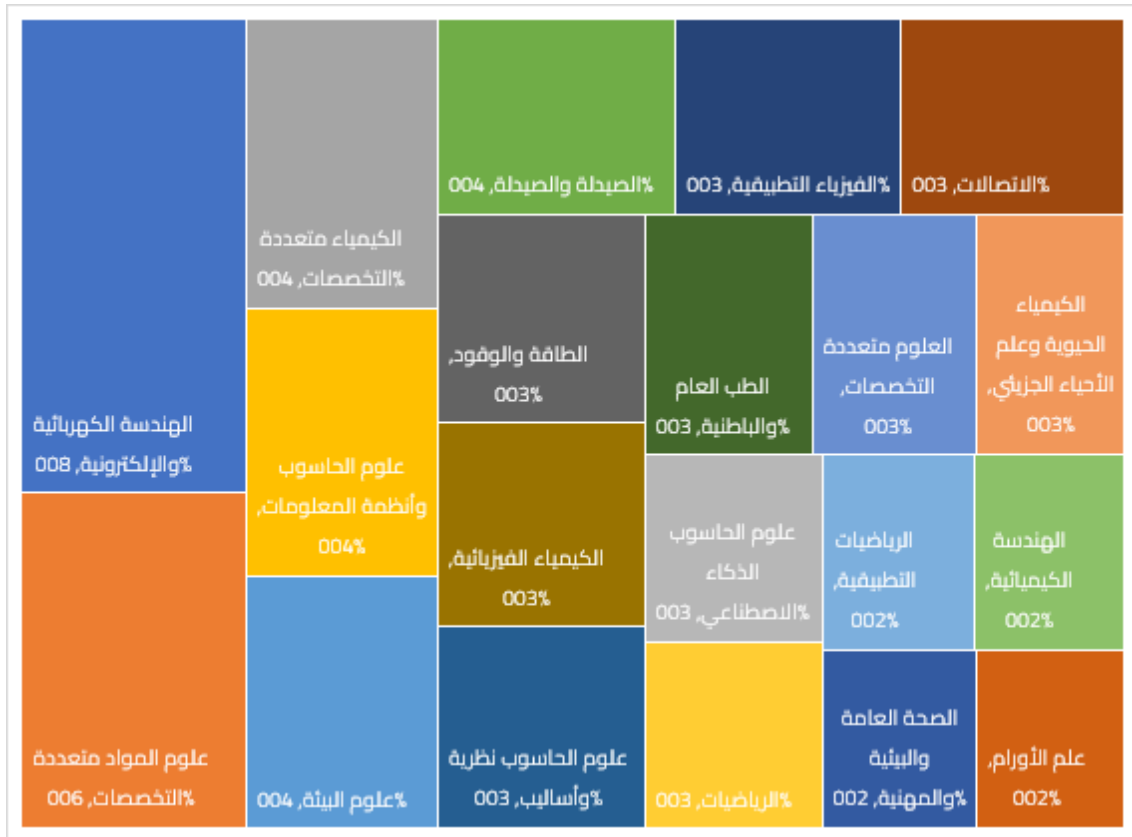 الهندسة الكهربائية
والإلكترونية, 008%
علوم المواد متعددة
التخصصات, 006%
الكيمياء متعددة
التخصصات, 004%
علوم الحاسوب
وأنظمة المعلومات,
004%
علوم البيئة, 004%
الصيدلة والصيدلة, 004%
الفيزياء التطبيقية, 003%
الاتصالات, 003%
الطاقة والوقود,
003%
الكيمياء الفيزيائية,
003%
علوم الحاسوب نظرية
وأساليب, 003%
الطب العام
والباطنية, 003%
العلوم متعددة
التخصصات,
003%
الكيمياء
الحيوية وعلم
الأحياء الجزيئي,
003%
علوم الحاسوب
الذكاء
الاصطناعي, 003%
الرياضيات, 003%
الرياضيات
التطبيقية,
002%
الهندسة
الكيميائية,
002%
الصحة العامة
والبيئية
والمهنية, 002%
علم الأورام,
002%